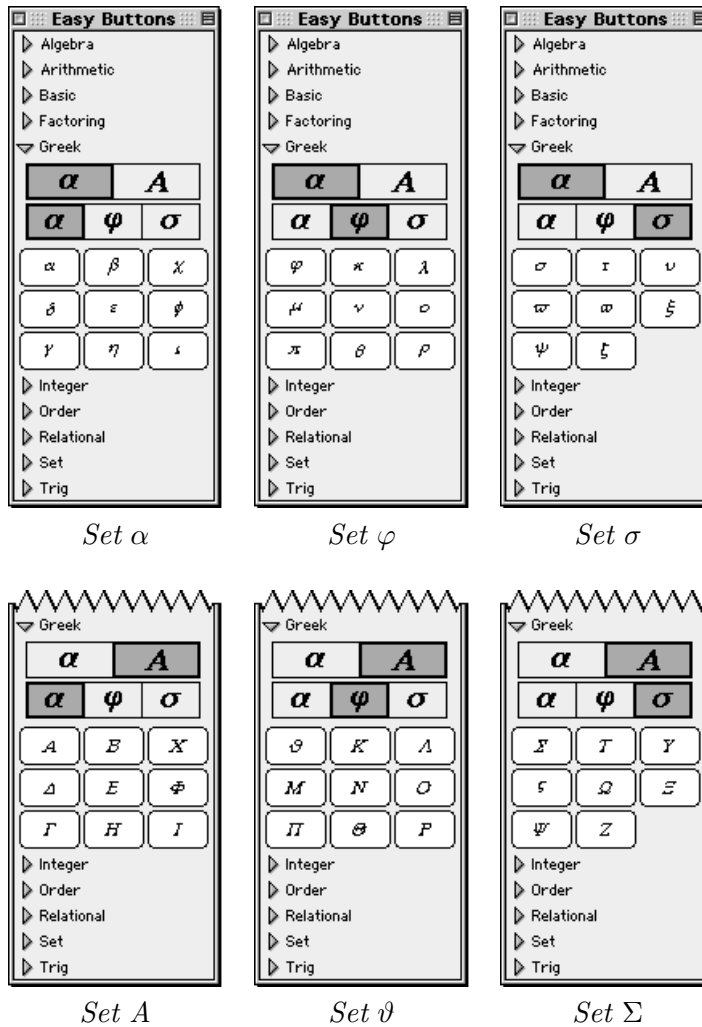 Easy Buttons
Algebra
Arithmetic
Basic
Factoring
Greek
α A
α φ σ
α β χ
δ ε ϕ
γ η ι
Integer
Order
Relational
Set
Trig
Set α
Easy Buttons
Algebra
Arithmetic
Basic
Factoring
Greek
α A
α φ σ
φ κ λ
μ ν ο
π θ ρ
Integer
Order
Relational
Set
Trig
Set φ
Easy Buttons
Algebra
Arithmetic
Basic
Factoring
Greek
α A
α φ σ
σ τ υ
ϖ ω ξ
ψ ζ
Integer
Order
Relational
Set
Trig
Set σ
Greek
α A
α φ σ
Α Β Χ
Δ Ε Φ
Γ Η Ι
Integer
Order
Relational
Set
Trig
Set A
Greek
α A
α φ σ
ϑ Κ Λ
Μ Ν Ο
Π Θ Ρ
Integer
Order
Relational
Set
Trig
Set ϑ
Greek
α A
α φ σ
Σ Τ Υ
ς Ω Ξ
Ψ Ζ
Integer
Order
Relational
Set
Trig
Set Σ